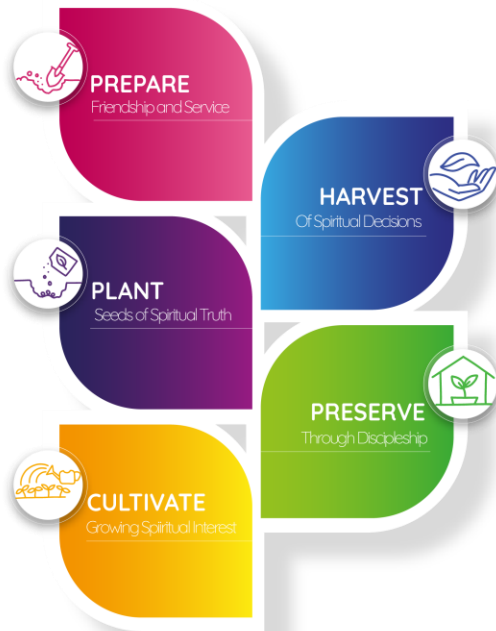 PREPARE
Friendship and Service
PLANT
Seeds of Spiritual Truth
CULTIVATE
Growing Spiritual Interest
HARVEST
Of Spiritual Decisions
PRESERVE
Through Discipleship